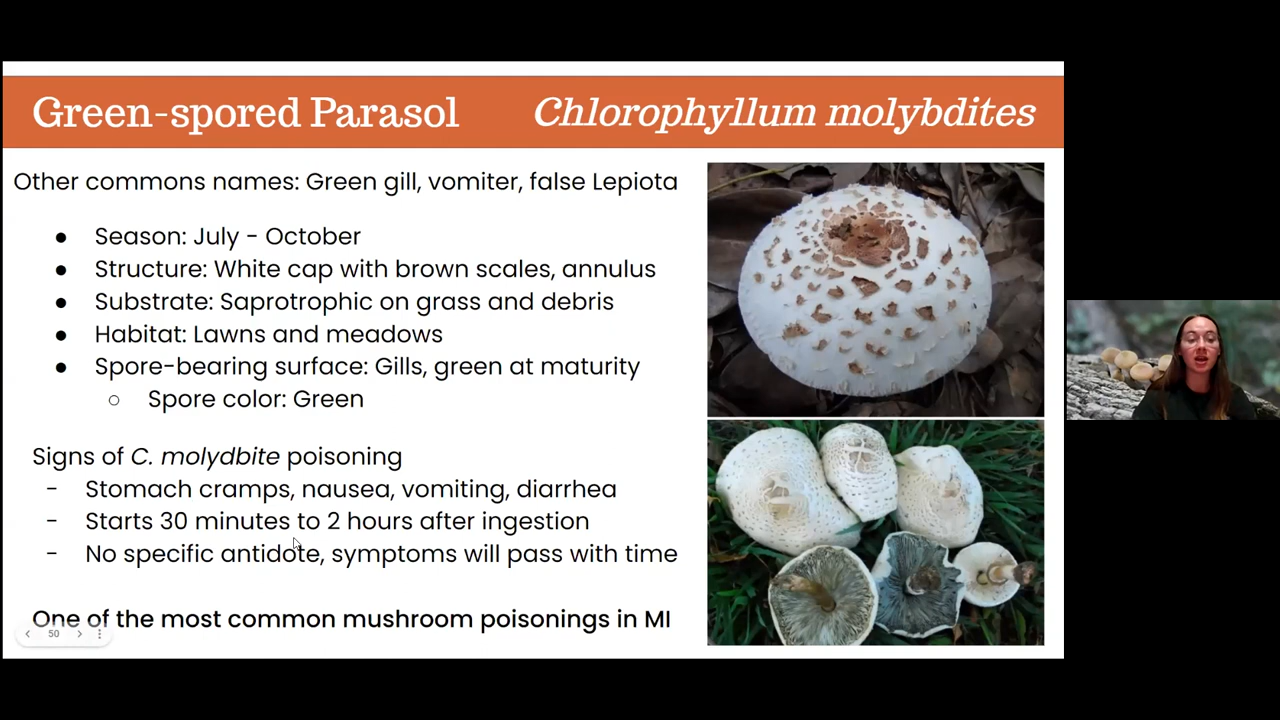 Green-spored Parasol Chlorophyllum molybdites
Other commons names: Green gill, vomiter, false Lepiota
● Season: July - October
● Structure: White cap with brown scales, annulus
● Substrate: Saprotrophic on grass and debris
● Habitat: Lawns and meadows
● Spore-bearing surface: Gills, green at maturity
○ Spore color: Green
Signs of C. molydbite poisoning
- Stomach cramps, nausea, vomiting, diarrhea
- Starts 30 minutes to 2 hours after ingestion
- No specific antidote, symptoms will pass with time
One of the most common mushroom poisonings in MI
50